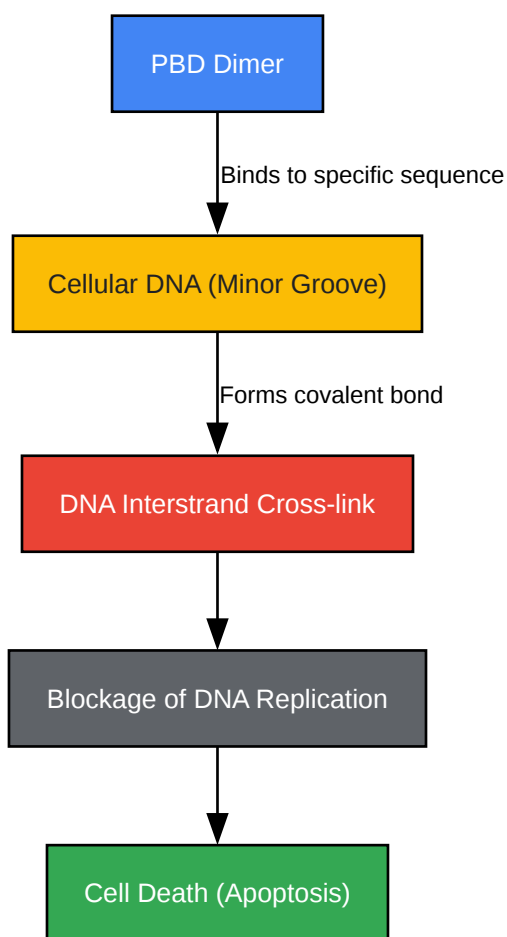 PBD Dimer
Binds to specific sequence
Cellular DNA (Minor Groove)
Forms covalent bond
DNA Interstrand Cross-link
Blockage of DNA Replication
Cell Death (Apoptosis)